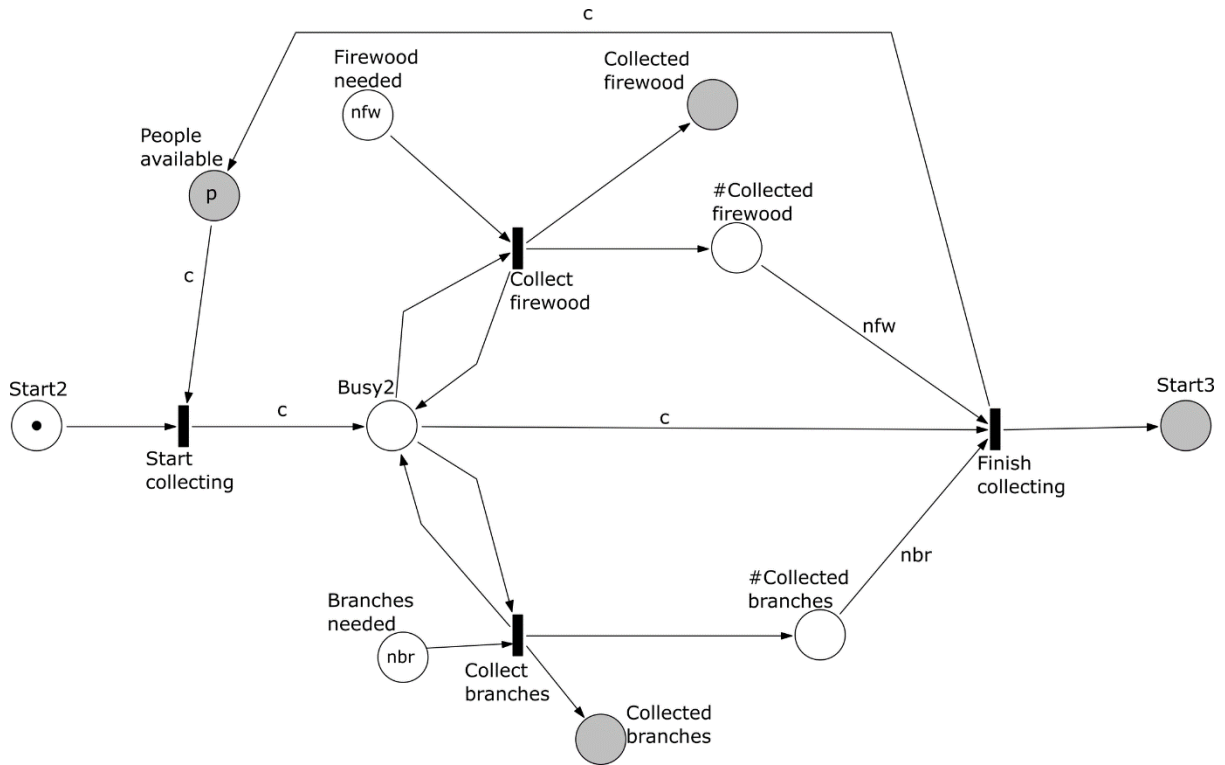 c
Firewood
needed
nfw
Collected
firewood
People
available
p
#Collected
firewood
c
Collect
firewood
nfw
Start2
c
Busy2
c
Start3
Start
collecting
Finish
collecting
nbr
#Collected
branches
Branches
needed
nbr
Collect
branches
Collected
branches